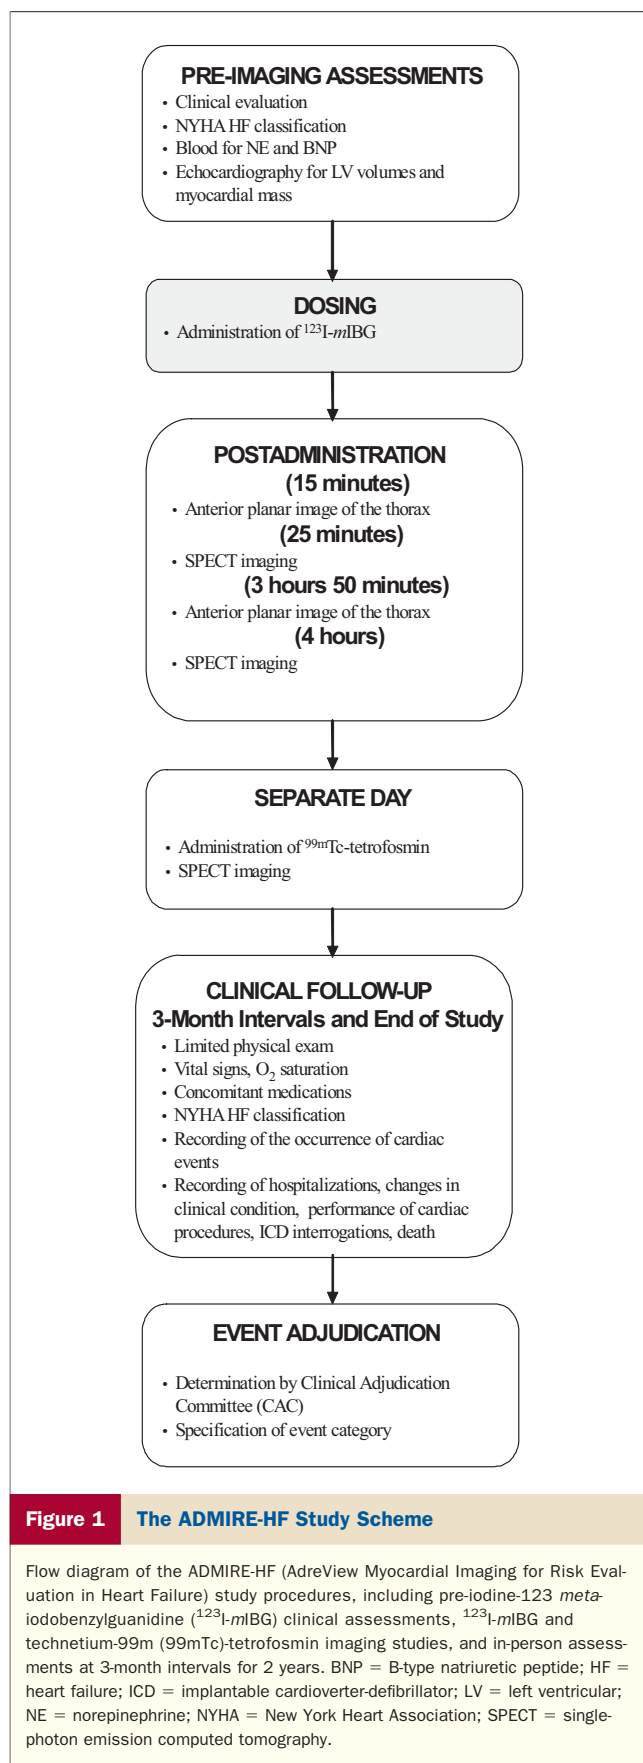 PRE-IMAGING ASSESSMENTS
• Clinical evaluation
• NYHA HF classification
• Blood for NE and BNP
• Echocardiography for LV volumes and
myocardial mass
DOSING
• Administration of ¹²³I-mIBG
POSTADMINISTRATION
(15 minutes)
• Anterior planar image of the thorax
(25 minutes)
• SPECT imaging
(3 hours 50 minutes)
• Anterior planar image of the thorax
(4 hours)
• SPECT imaging
SEPARATE DAY
• Administration of ⁹⁹ᵐTc-tetrofosmin
• SPECT imaging
CLINICAL FOLLOW-UP
3-Month Intervals and End of Study
• Limited physical exam
• Vital signs, O₂ saturation
• Concomitant medications
• NYHA HF classification
• Recording of the occurrence of cardiac
events
• Recording of hospitalizations, changes in
clinical condition, performance of cardiac
procedures, ICD interrogations, death
EVENT ADJUDICATION
• Determination by Clinical Adjudication
Committee (CAC)
• Specification of event category
Figure 1 The ADMIRE-HF Study Scheme
Flow diagram of the ADMIRE-HF (AdreView Myocardial Imaging for Risk Eval-
uation in Heart Failure) study procedures, including pre-iodine-123 meta-
iodobenzylguanidine (¹²³I-mIBG) clinical assessments, ¹²³I-mIBG and
technetium-99m (99mTc)-tetrofosmin imaging studies, and in-person assess-
ments at 3-month intervals for 2 years. BNP = B-type natriuretic peptide; HF =
heart failure; ICD = implantable cardioverter-defibrillator; LV = left ventricular;
NE = norepinephrine; NYHA = New York Heart Association; SPECT = single-
photon emission computed tomography.